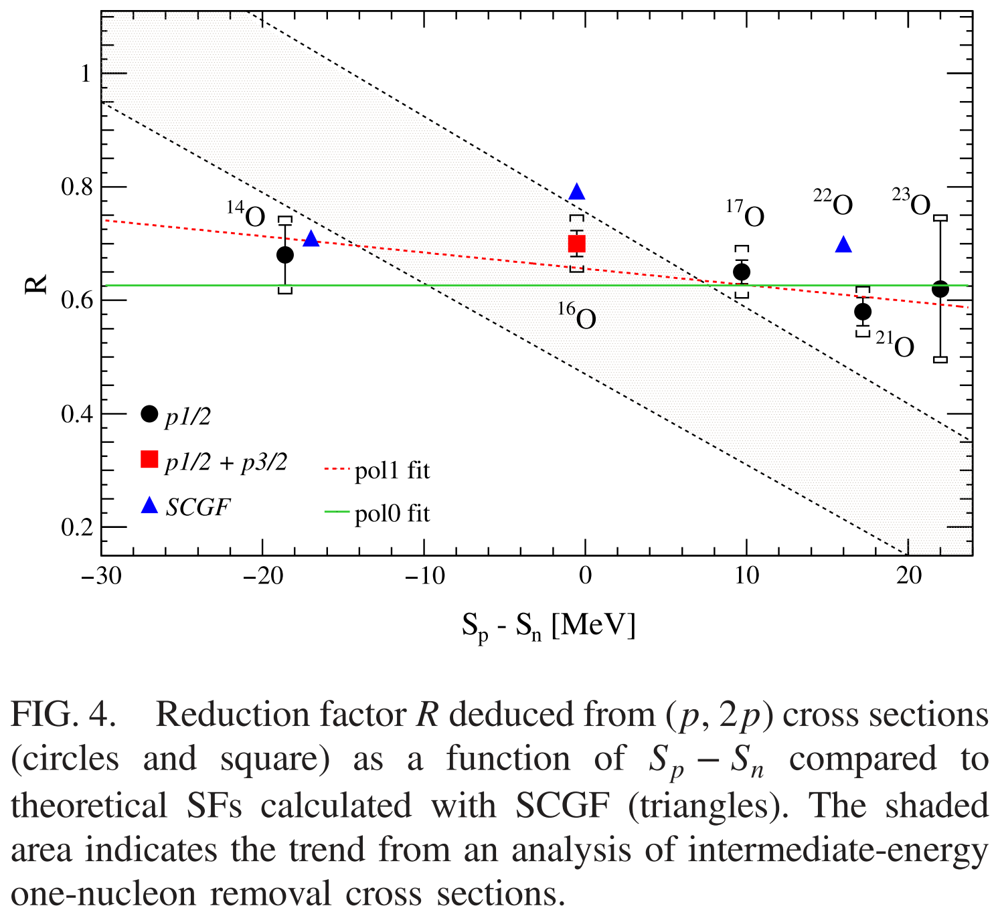 1
0.8
0.6
0.4
0.2
R
14O
16O
17O
22O
23O
21O
p1/2
p1/2 + p3/2
SCGF
pol1 fit
pol0 fit
−30 −20 −10 0 10 20
Sp - Sn [MeV]
FIG. 4. Reduction factor R deduced from (p, 2p) cross sections
(circles and square) as a function of Sp − Sn compared to
theoretical SFs calculated with SCGF (triangles). The shaded
area indicates the trend from an analysis of intermediate-energy
one-nucleon removal cross sections.